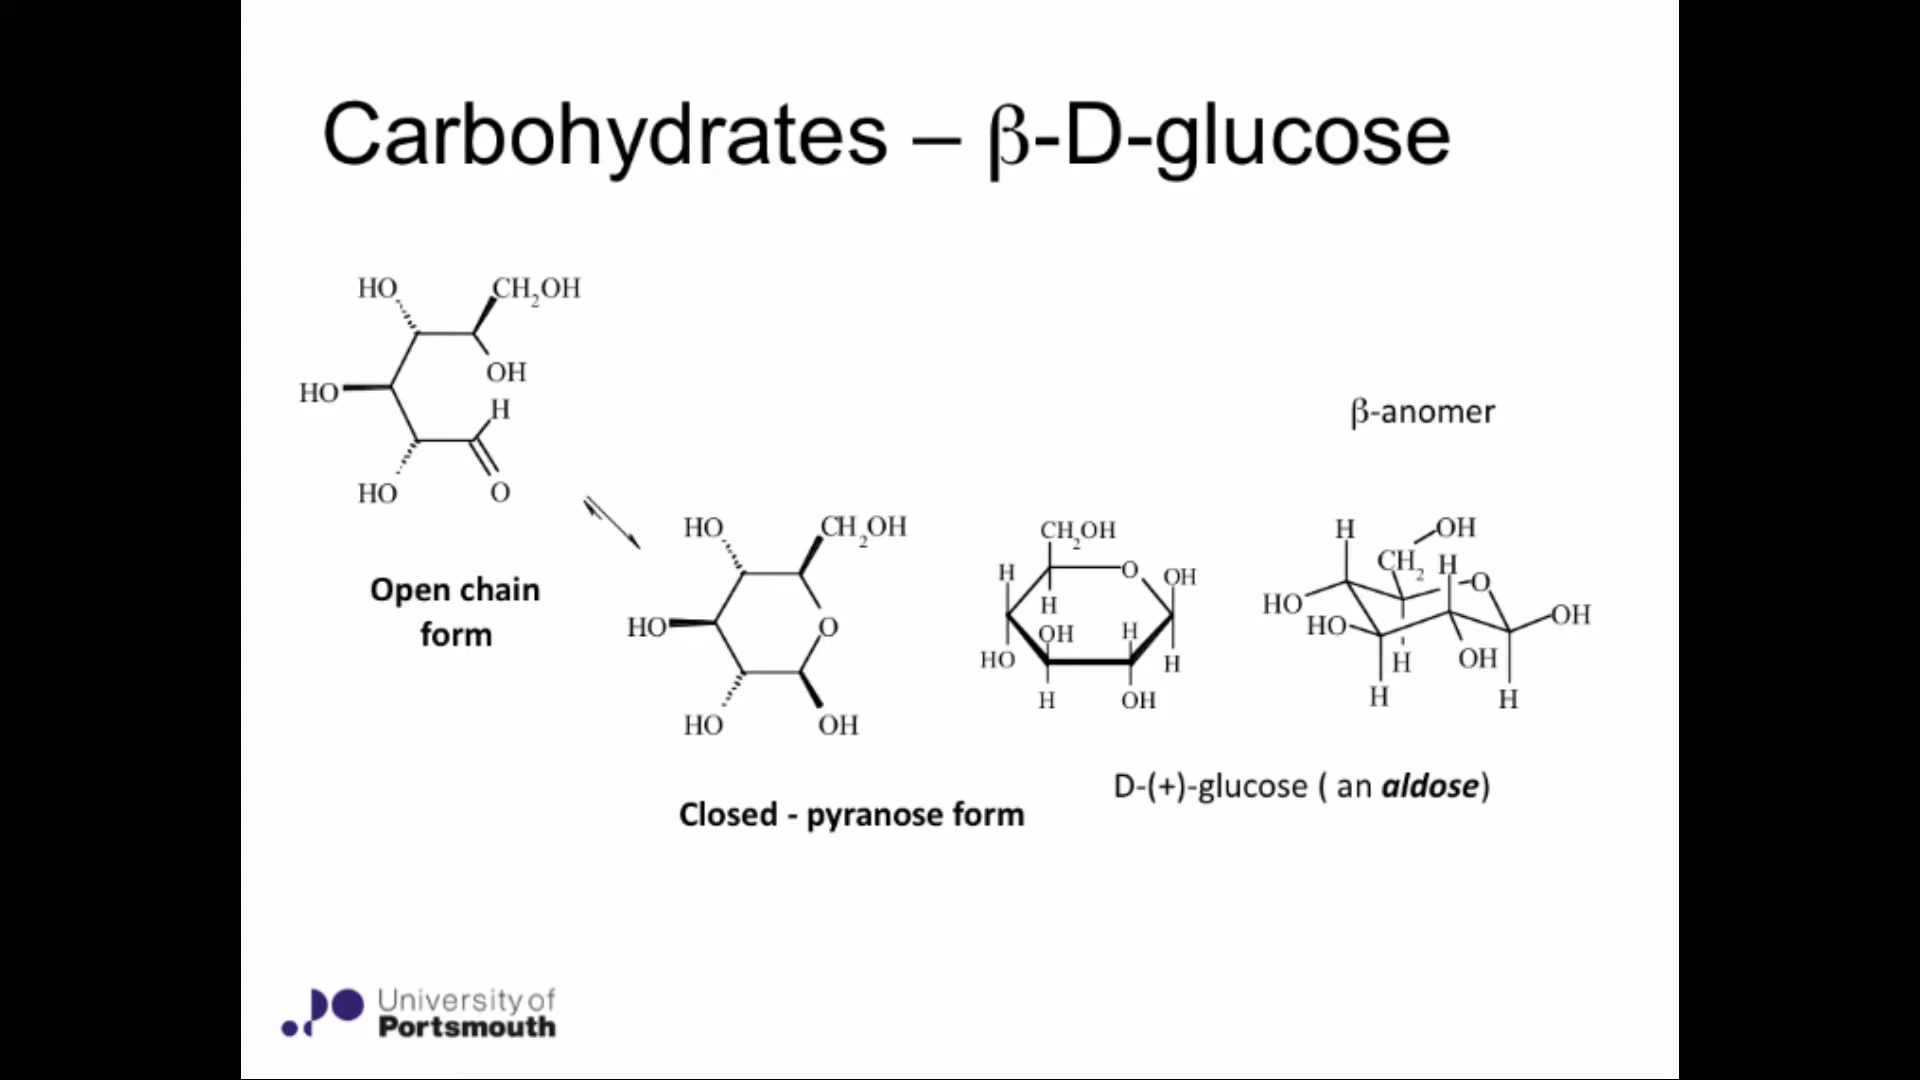 Carbohydrates – β-D-glucose
HO CH2OH
OH
HO
H
HO O
Open chain
form
HO CH2OH
HO O
HO OH
Closed - pyranose form
CH2OH
H O OH
H
OH H
HO H
H OH
β-anomer
H OH
CH2 H O
HO OH
HO
H OH
H H
D-(+)-glucose ( an aldose)
University of
Portsmouth